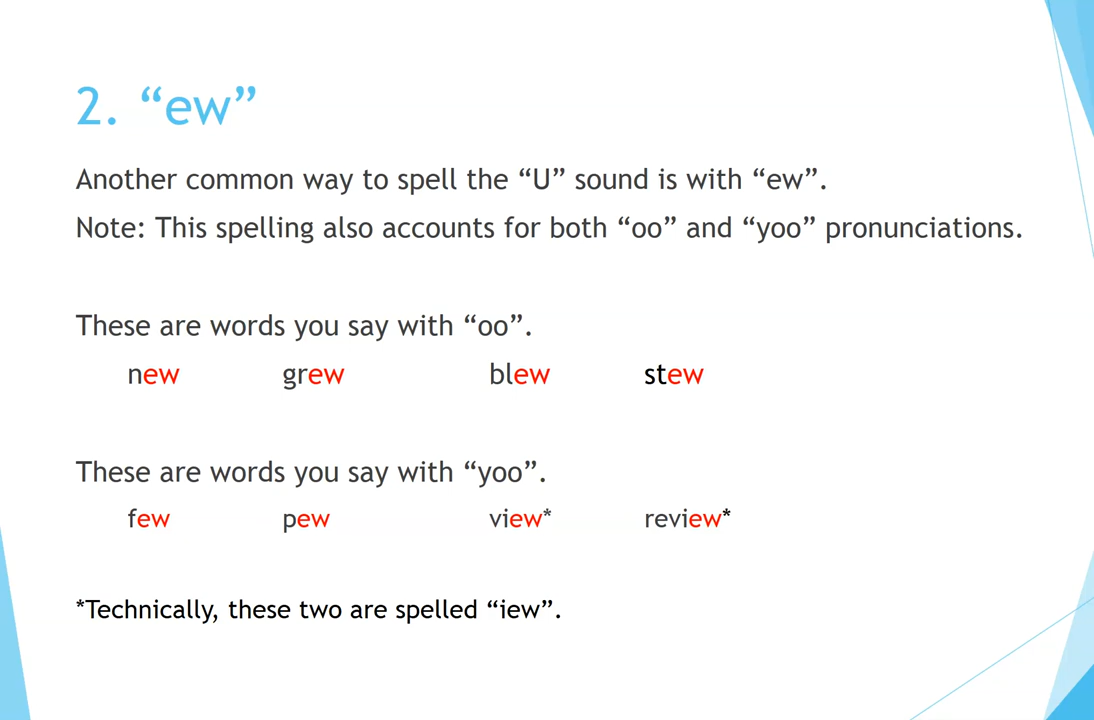 2. “ew”
Another common way to spell the “U” sound is with “ew”.
Note: This spelling also accounts for both “oo” and “yoo” pronunciations.
These are words you say with “oo”.
new grew blew stew
These are words you say with “yoo”.
few pew view* review*
*Technically, these two are spelled “iew”.